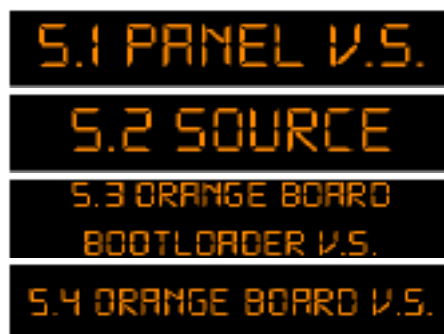 5.1 PANEL V.S.
5.2 SOURCE
5.3 ORANGE BOARD
BOOTLOADER V.S.
5.4 ORANGE BOARD V.S.